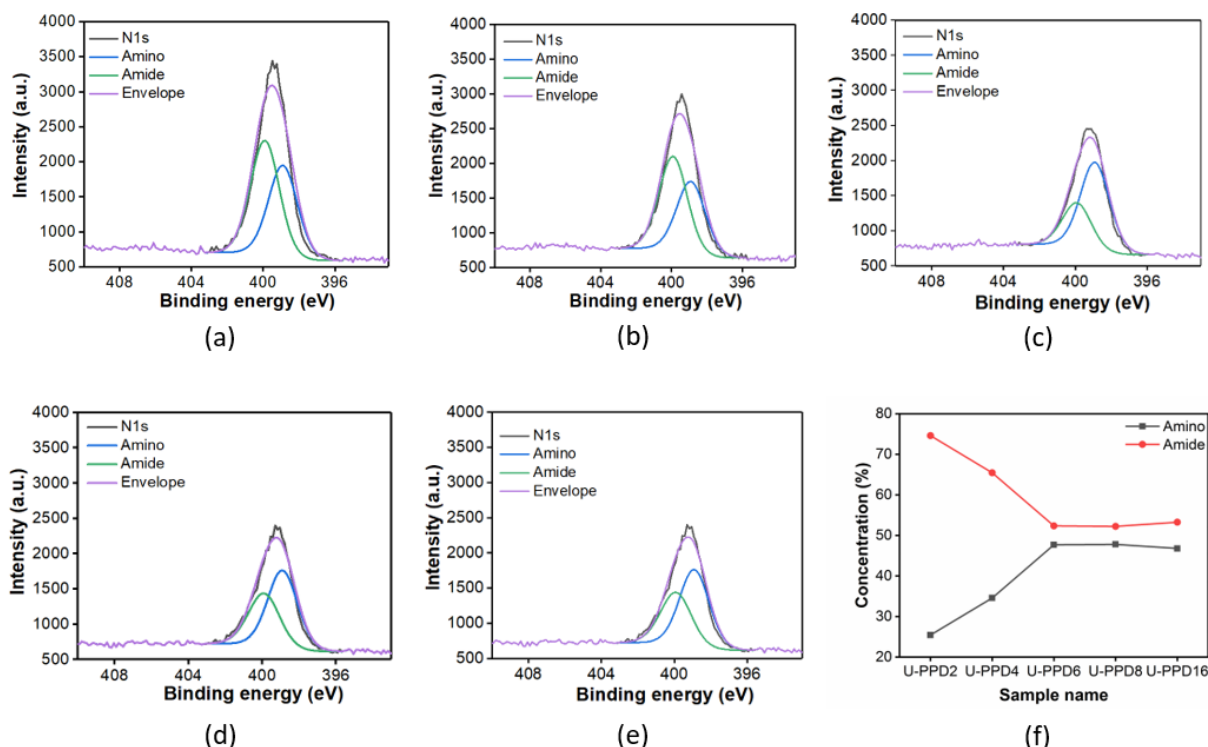 4000
3500
3000
2500
2000
1500
1000
500
N1s
Amino
Amide
Envelope
Intensity (a.u.)
408 404 400 396
Binding energy (eV)
(a)
4000
3500
3000
2500
2000
1500
1000
500
N1s
Amino
Amide
Envelope
Intensity (a.u.)
408 404 400 396
Binding energy (eV)
(b)
4000
3500
3000
2500
2000
1500
1000
500
N1s
Amino
Amide
Envelope
Intensity (a.u.)
408 404 400 396
Binding energy (eV)
(c)
4000
3500
3000
2500
2000
1500
1000
500
N1s
Amino
Amide
Envelope
Intensity (a.u.)
408 404 400 396
Binding energy (eV)
(d)
4000
3500
3000
2500
2000
1500
1000
500
N1s
Amino
Amide
Envelope
Intensity (a.u.)
408 404 400 396
Binding energy (eV)
(e)
80
70
60
50
40
30
20
Amino
Amide
Concentration (%)
U-PPD2 U-PPD4 U-PPD6 U-PPD8 U-PPD16
Sample name
(f)